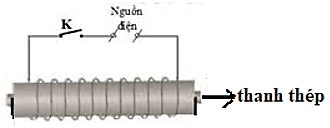 Nguồn
điện
K
thanh thép